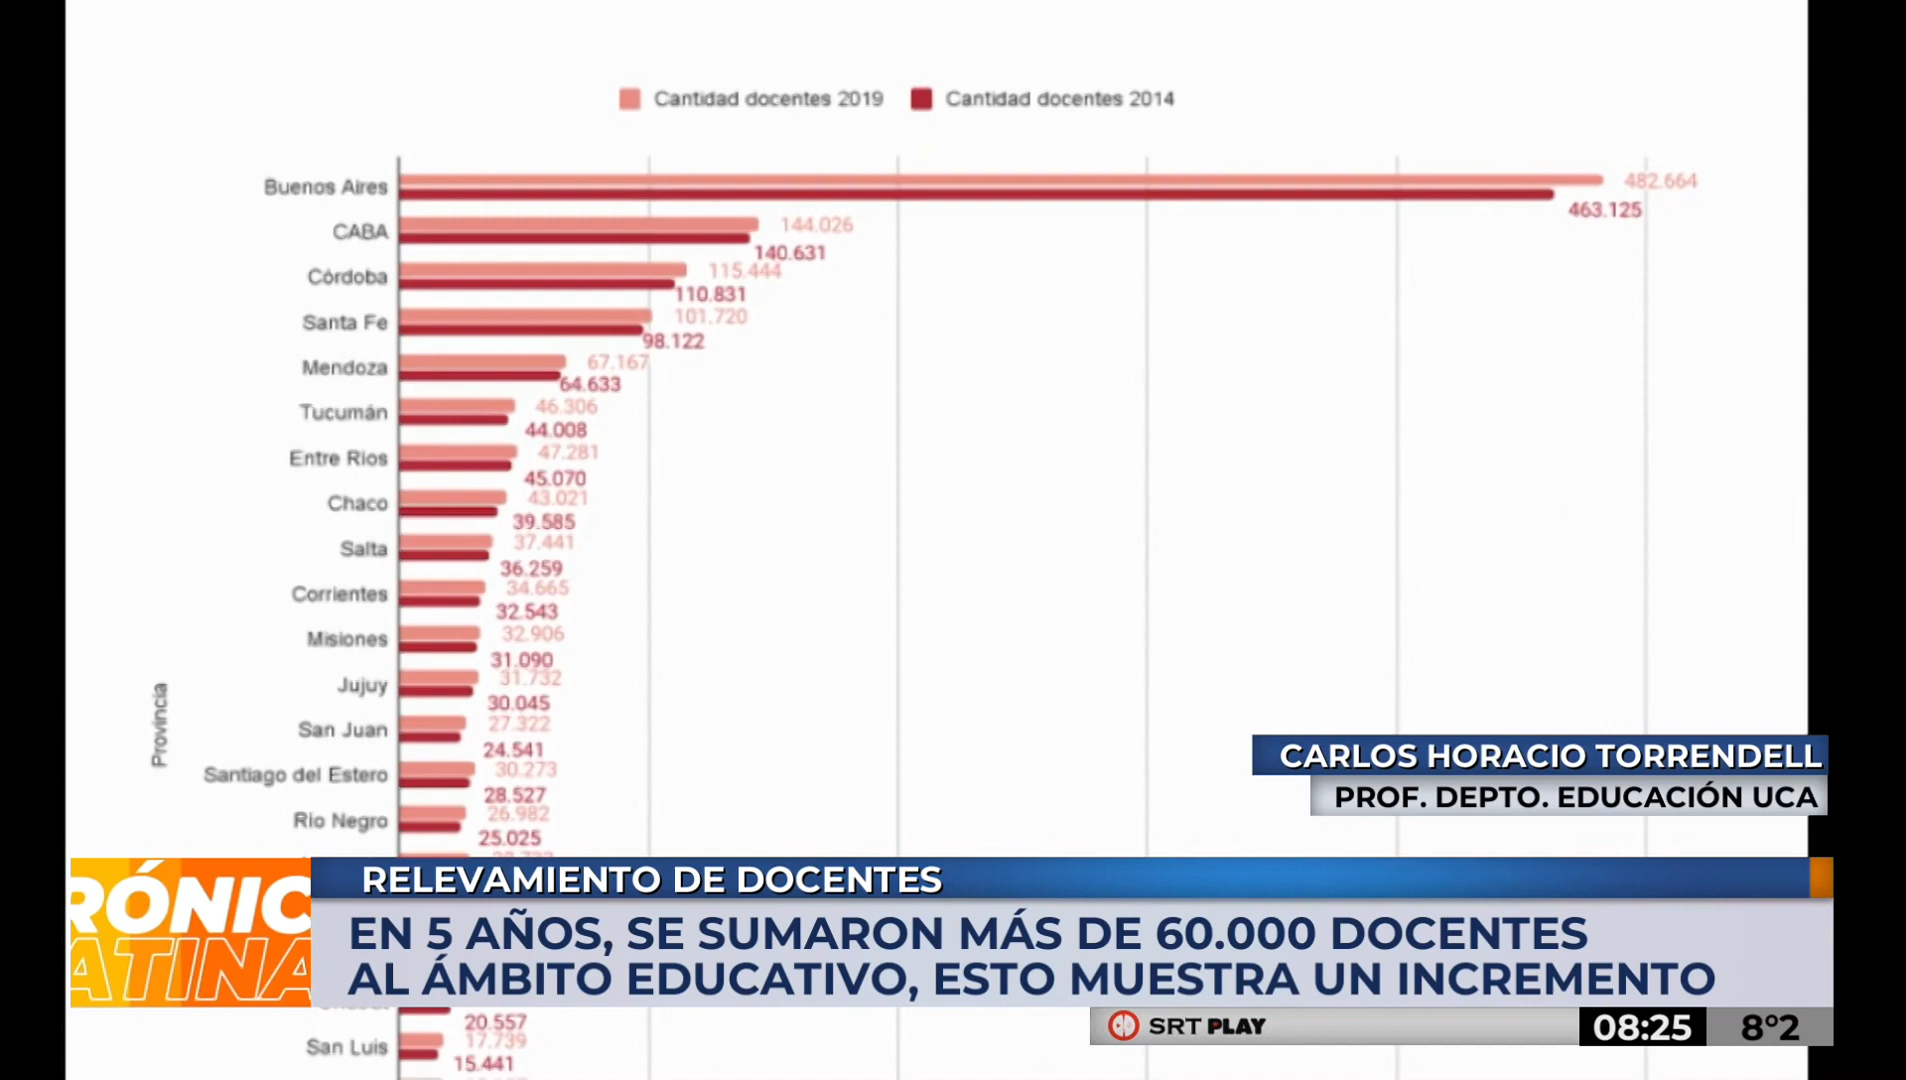 Cantidad docentes 2019 Cantidad docentes 2014
Buenos Aires 482.664
463.125
CABA 144.026
140.631
Córdoba 115.444
110.831
Santa Fe 101.720
98.122
Mendoza 67.167
64.633
Tucumán 46.306
44.008
Entre Rios 47.281
45.070
Chaco 43.021
39.585
Salta 37.441
36.259
Corrientes 34.665
32.543
Misiones 32.906
31.090
Jujuy 31.732
30.045
San Juan 27.322
24.541
Santiago del Estero 30.273
28.527
Rio Negro 26.982
25.025
Provincia
CARLOS HORACIO TORRENDELL
PROF. DEPTO. EDUCACIÓN UCA
RÓNIC
ATINA
RELEVAMIENTO DE DOCENTES
EN 5 AÑOS, SE SUMARON MÁS DE 60.000 DOCENTES
AL ÁMBITO EDUCATIVO, ESTO MUESTRA UN INCREMENTO
20.557
San Luis 17.739
15.441
SRT PLAY
08:25 8°2